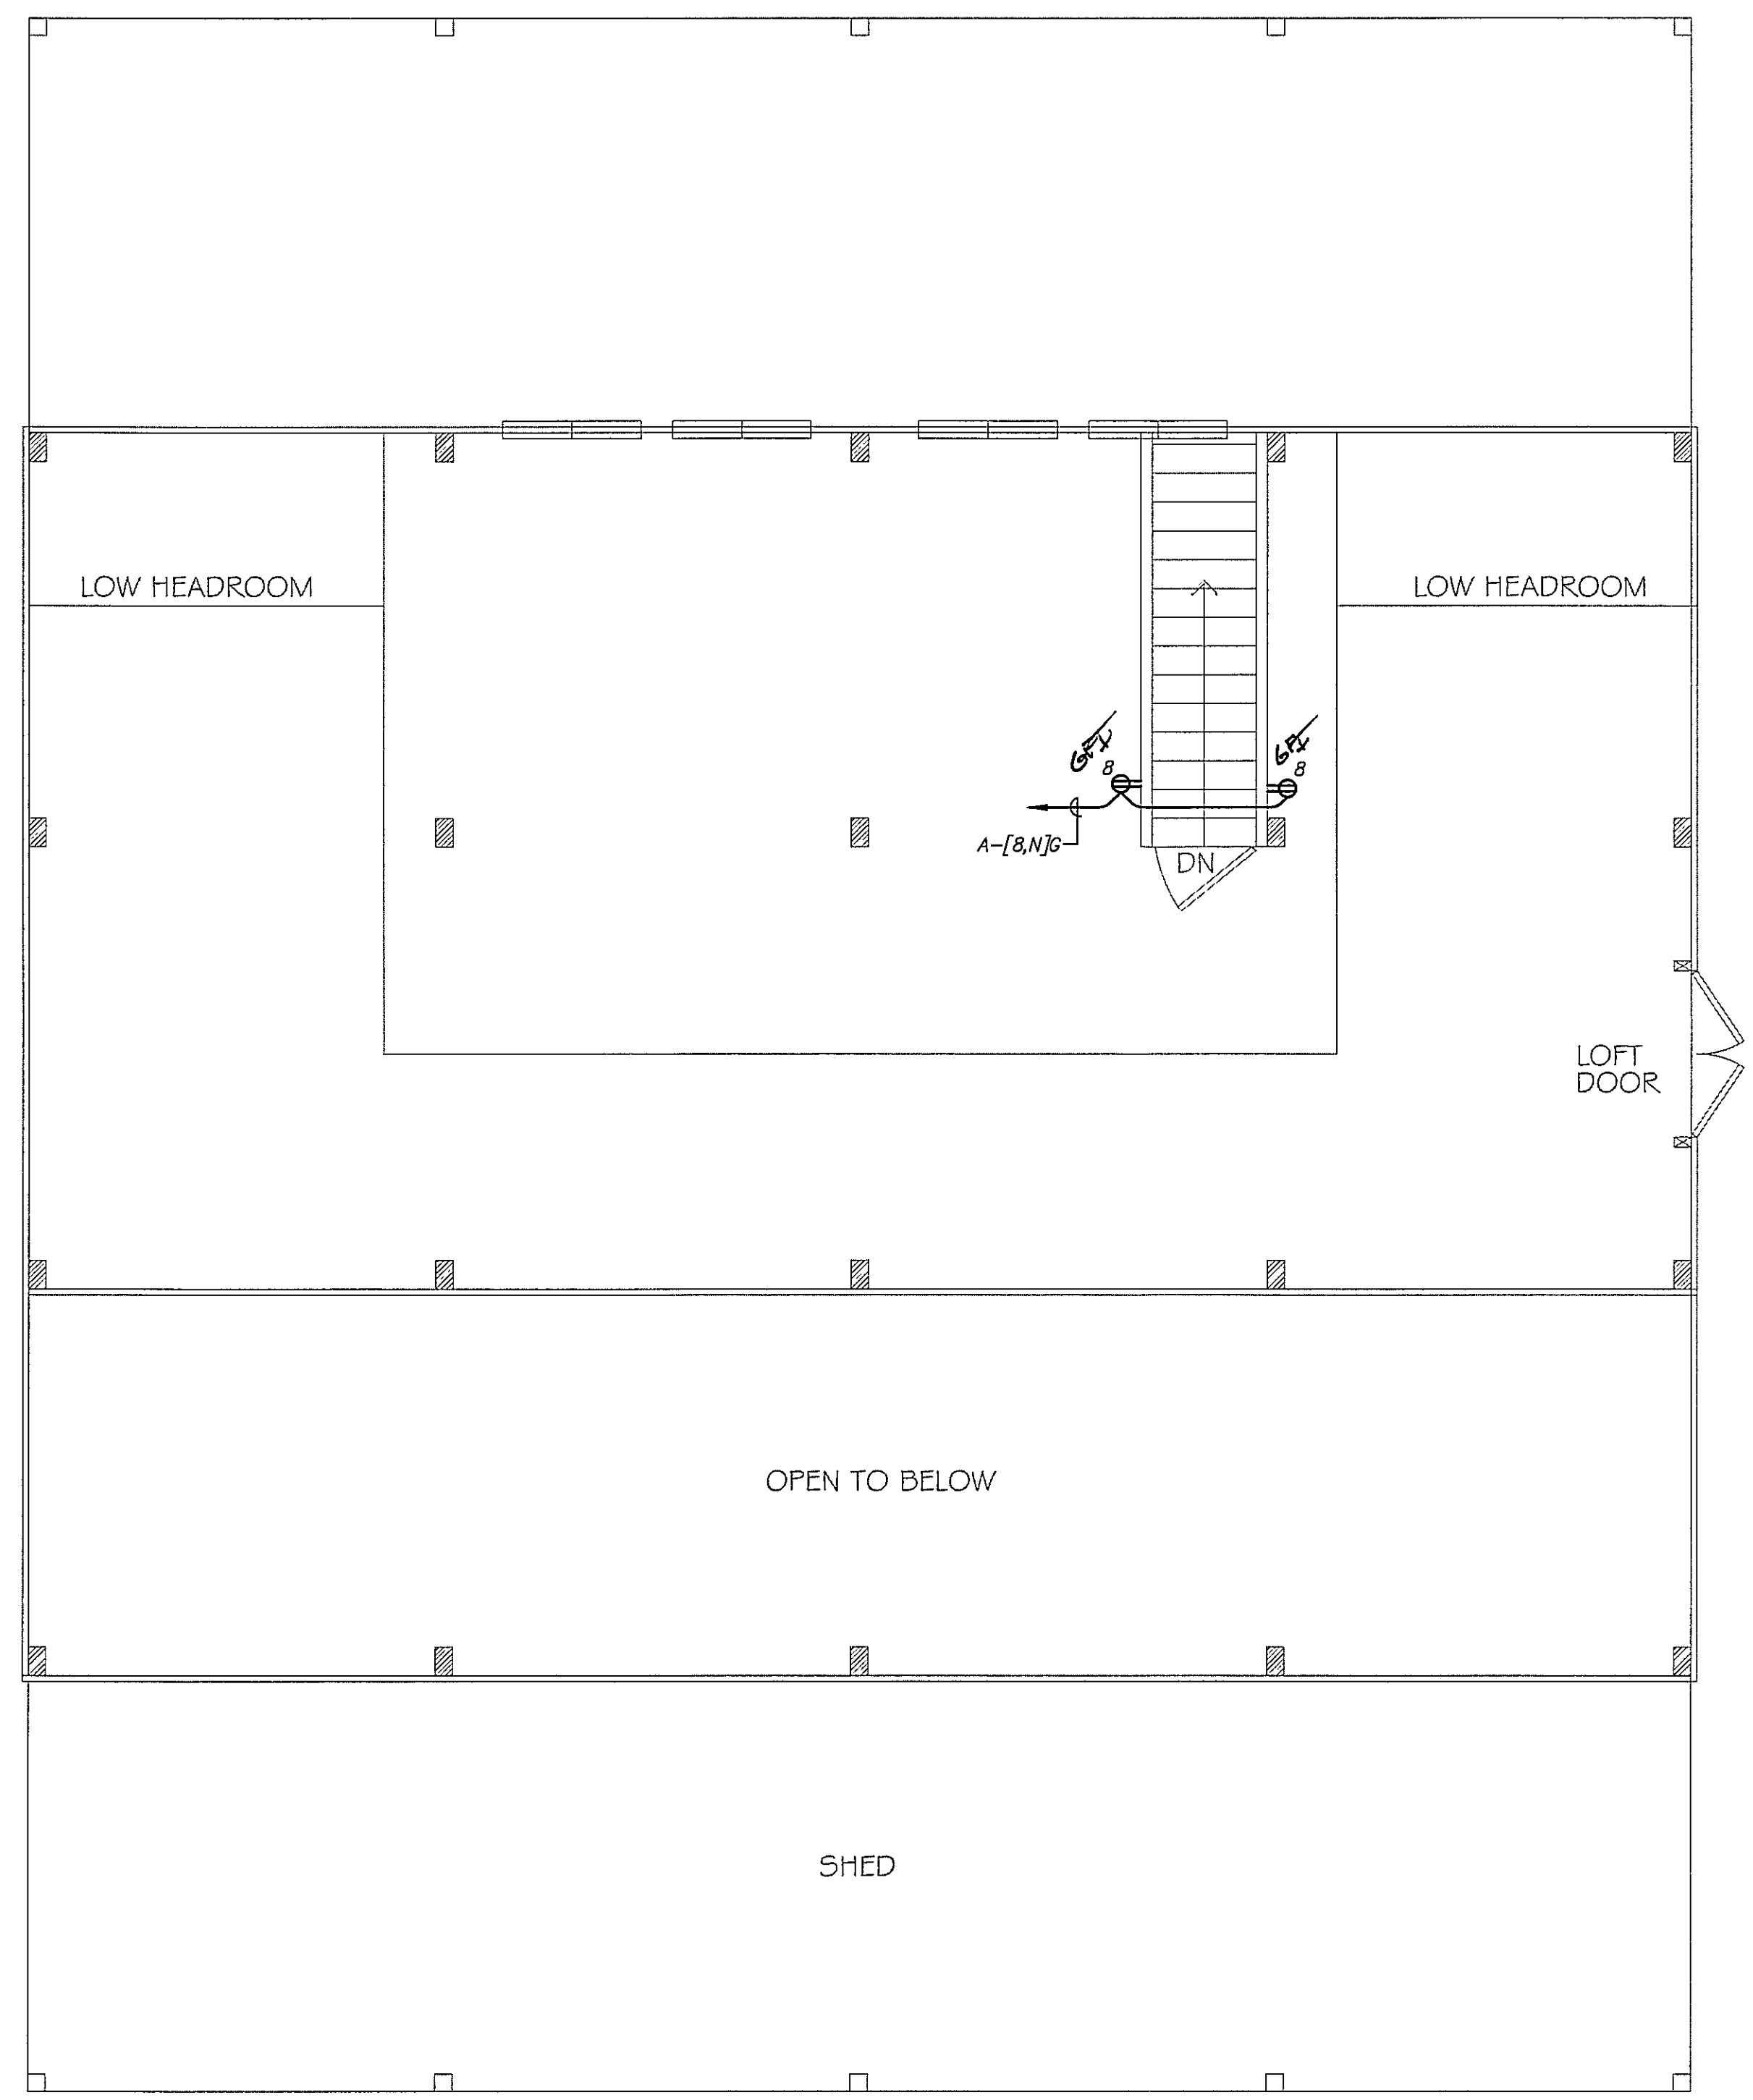 LOW HEADROOM
LOW HEADROOM
8
8
A-[8,N]G
DN
LOFT
DOOR
OPEN TO BELOW
SHED